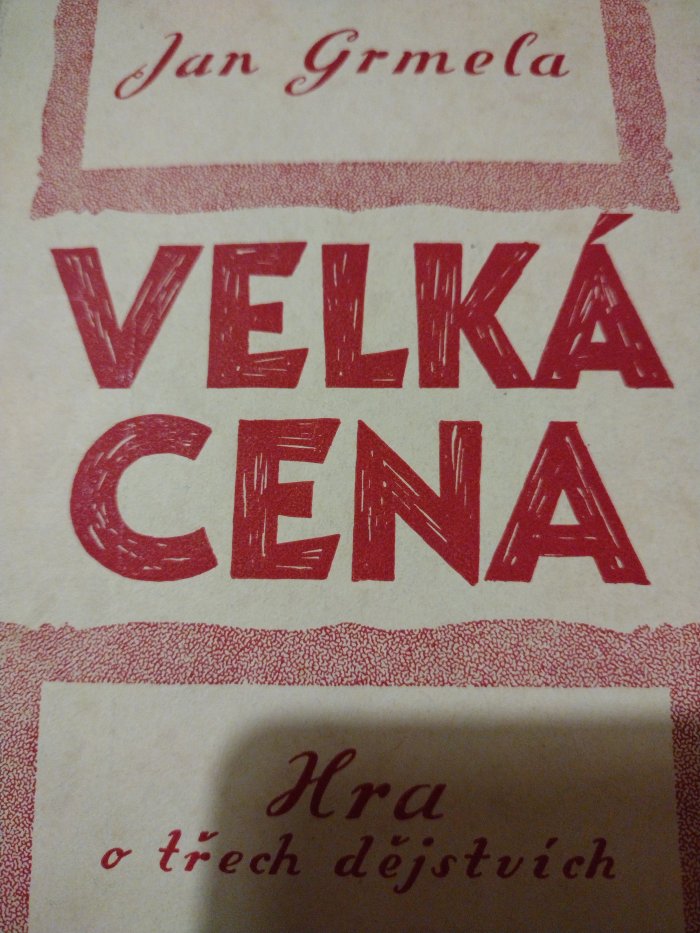 Jan Grmela
VELKÁ
CENA
Hra
o třech dějstvích